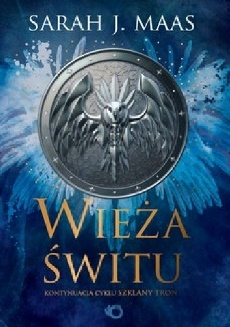 SARAH J. MAAS
WIEŻA
ŚWITU
KONTYNUACJA CYKLU SZKLANY TRON